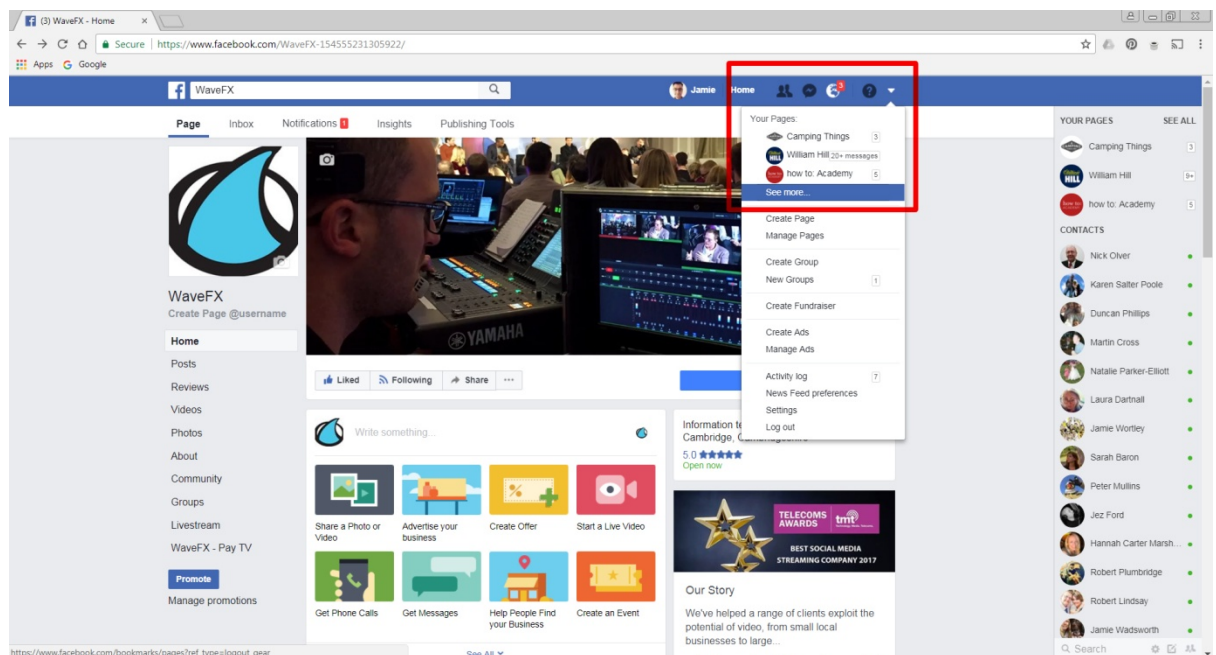 (3) WaveFX - Home
Secure
https://www.facebook.com/WaveFX-154555231305922/
Apps
Google
WaveFX
Jamie
Home
3
Page
Inbox
Notifications 1
Insights
Publishing Tools
WaveFX
Create Page @username
Home
Posts
Reviews
Videos
Photos
About
Community
Groups
Livestream
WaveFX - Pay TV
Promote
Manage promotions
YAMAHA
Liked
Following
Share
Write something...
Share a Photo or
Video
Advertise your
business
Create Offer
Start a Live Video
Get Phone Calls
Get Messages
Help People Find
your Business
Create an Event
See All
Your Pages:
Camping Things 3
HILL
William Hill 20+ messages
how to: Academy 5
See more...
Create Page
Manage Pages
Create Group
New Groups 1
Create Fundraiser
Create Ads
Manage Ads
Activity log 7
News Feed preferences
Settings
Log out
Information te
Cambridge,
5.0
Open now
TELECOMS
AWARDS
tmt
BEST SOCIAL MEDIA
STREAMING COMPANY 2017
Our Story
We've helped a range of clients exploit the
potential of video, from small local
businesses to large...
YOUR PAGES
SEE ALL
Camping Things 3
HILL
William Hill 9+
how to: Academy 5
CONTACTS
Nick Olver
Karen Salter Poole
Duncan Phillips
Martin Cross
Natalie Parker-Elliott
Laura Dartnall
Jamie Wortley
Sarah Baron
Peter Mullins
Jez Ford
Hannah Carter Marsh...
Robert Plumbridge
Robert Lindsay
Jamie Wadsworth
Search
https://www.facebook.com/bookmarks/pages?ref_type=logout_gear